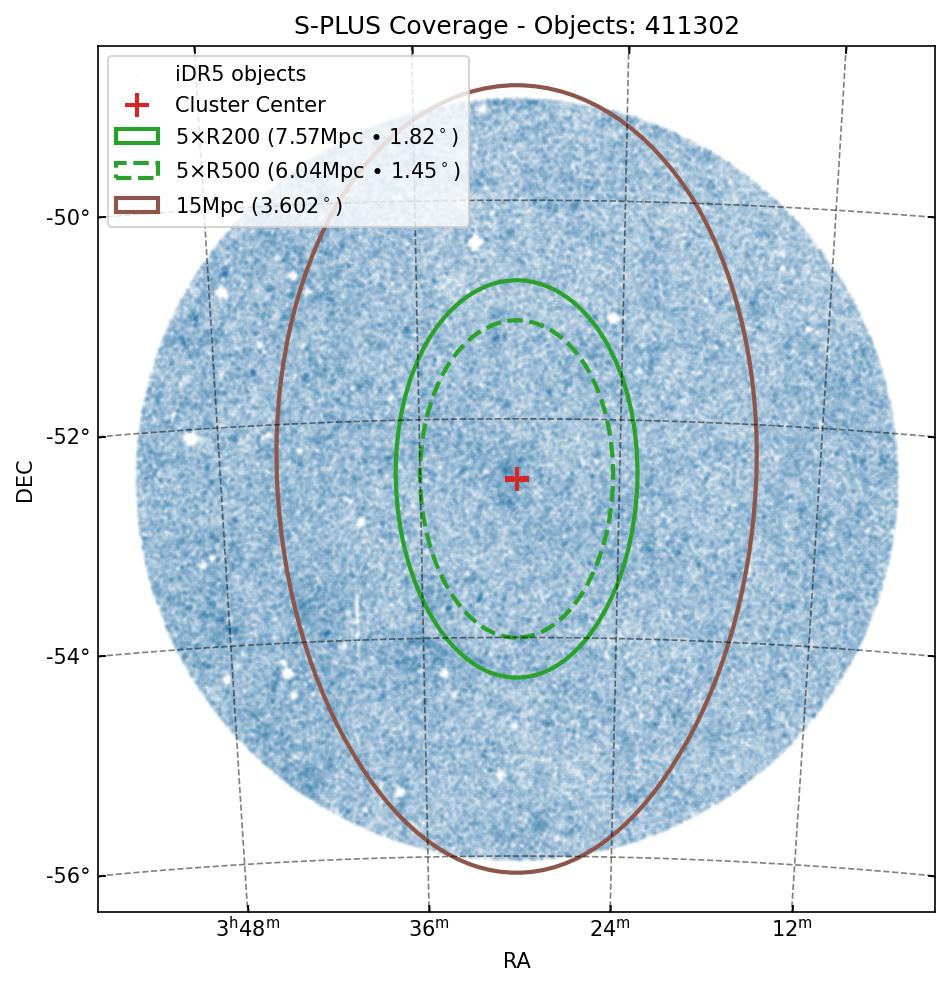 S-PLUS Coverage - Objects: 411302
iDR5 objects
Cluster Center
5×R200 (7.57Mpc • 1.82°)
5×R500 (6.04Mpc • 1.45°)
15Mpc (3.602°)
-50°
-52°
-54°
-56°
DEC
3ʰ48ᵐ 36ᵐ 24ᵐ 12ᵐ
RA